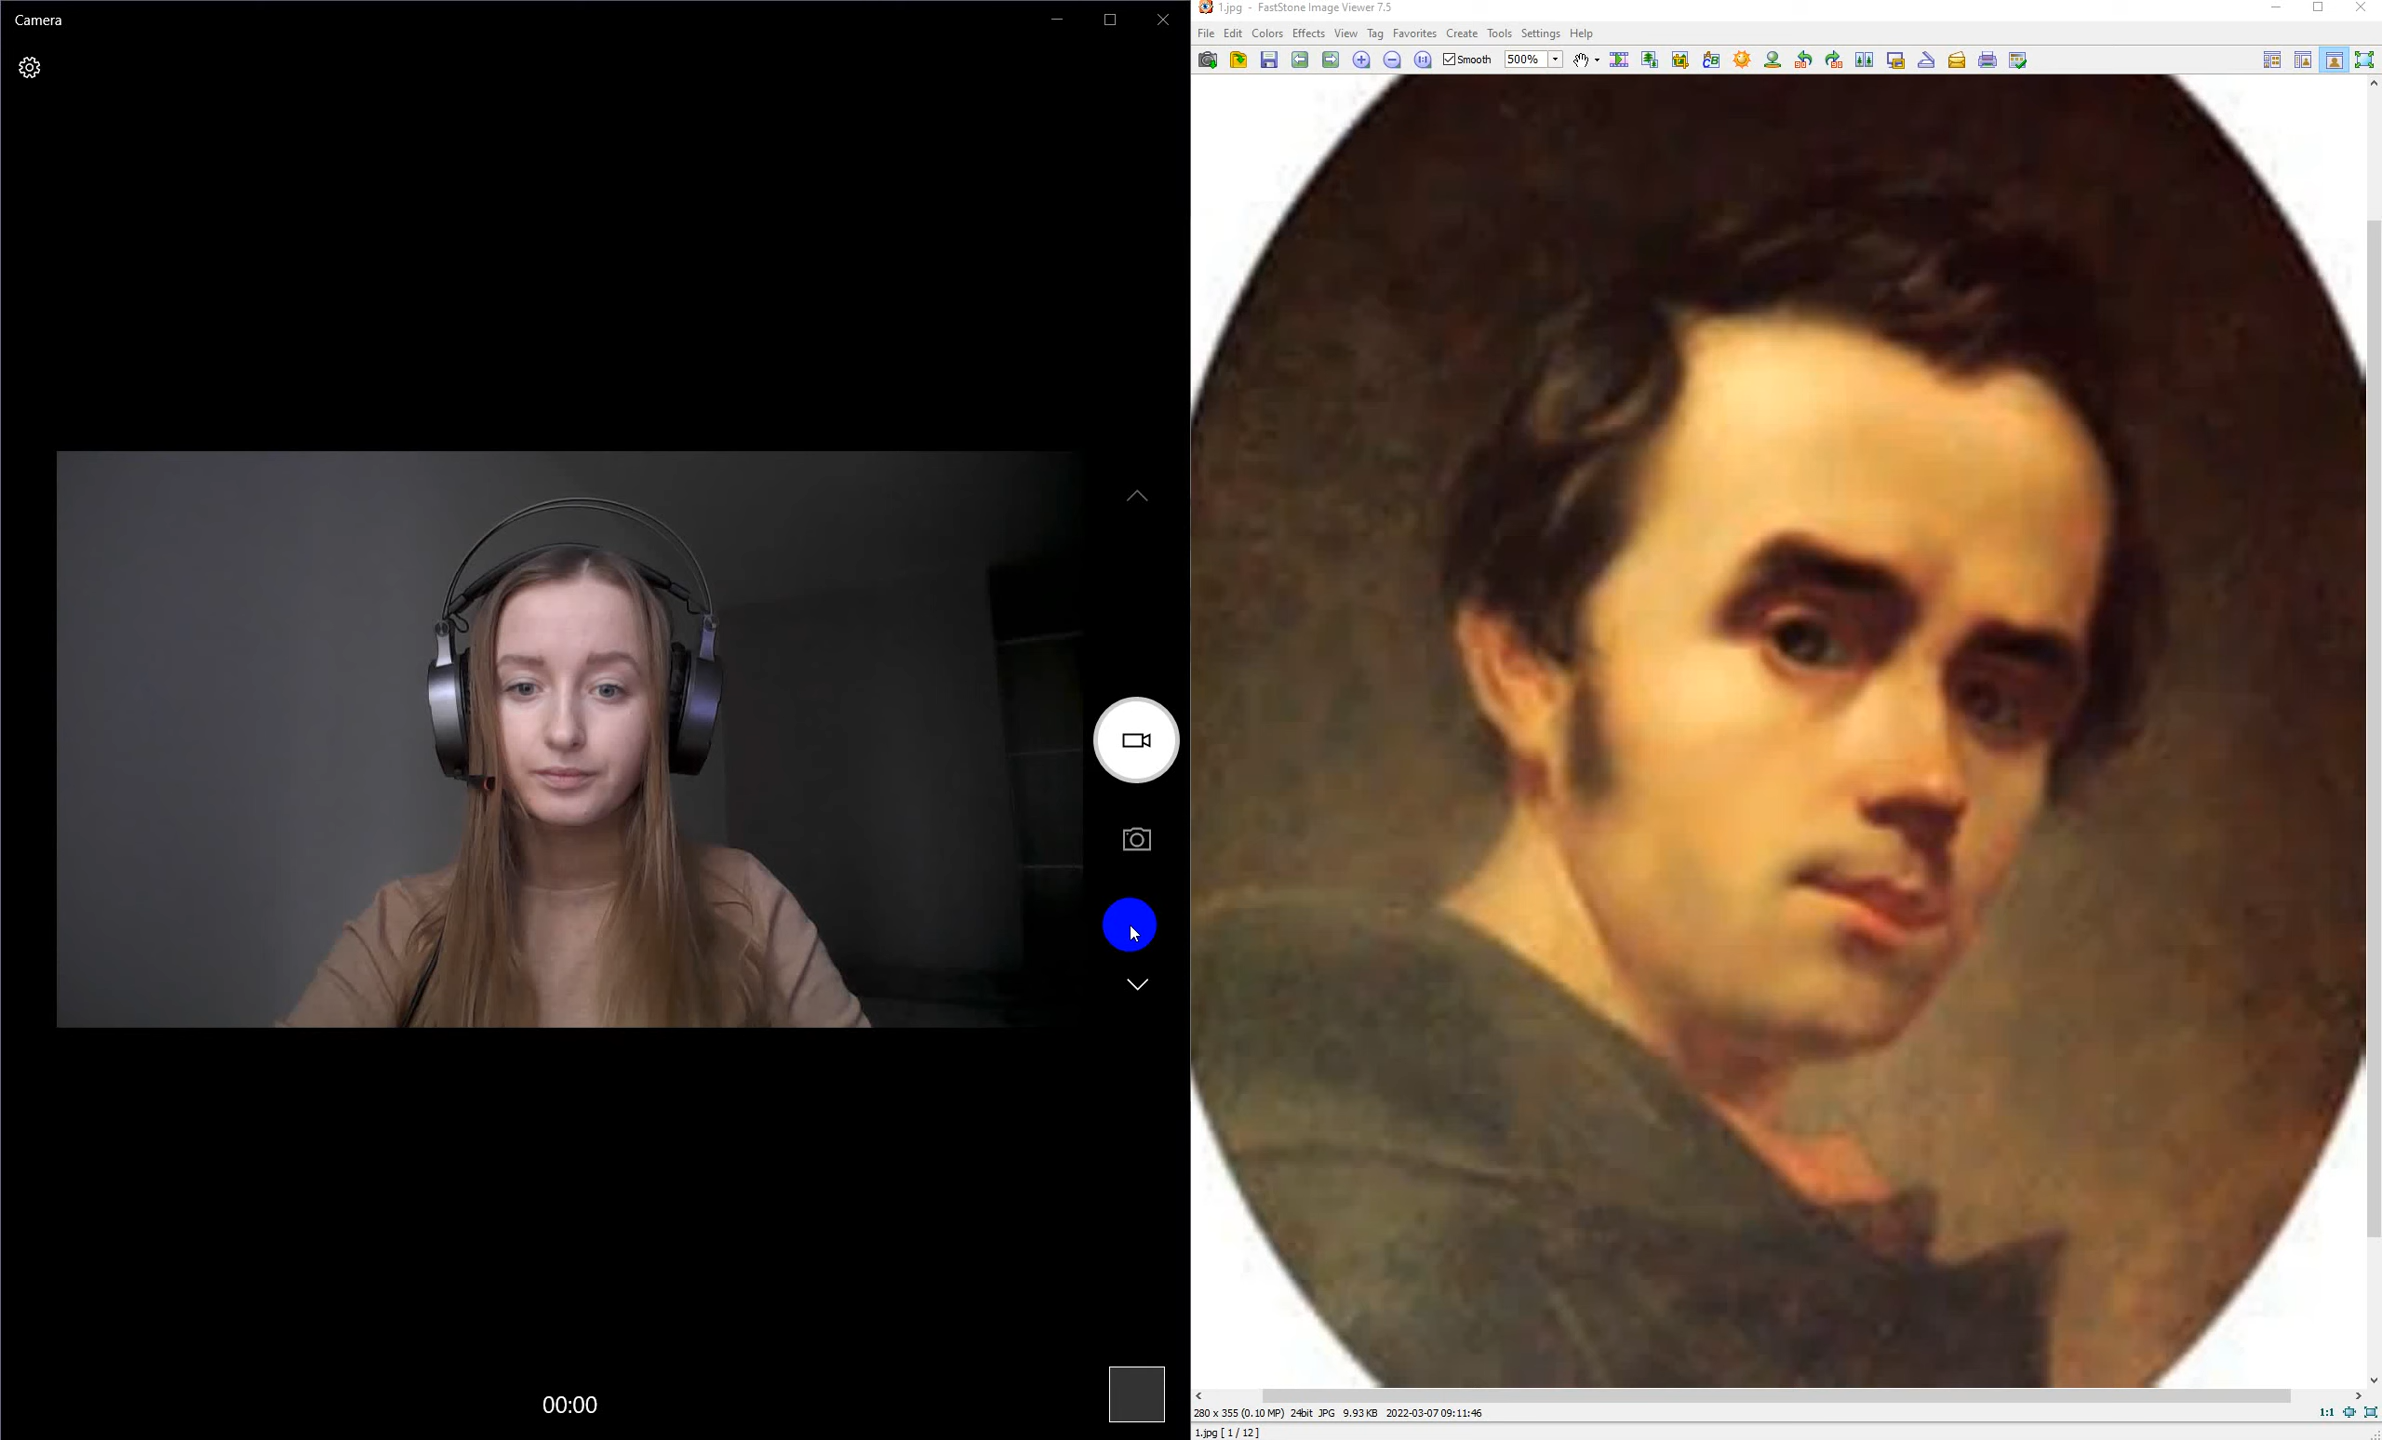 Camera
00:00
1.jpg - FastStone Image Viewer 7.5
File Edit Colors Effects View Tag Favorites Create Tools Settings Help
Smooth 500%
280 x 355 (0.10 MP) 24bit JPG 9.93 KB 2022-03-07 09:11:46
1:1
1.jpg [ 1 / 12 ]